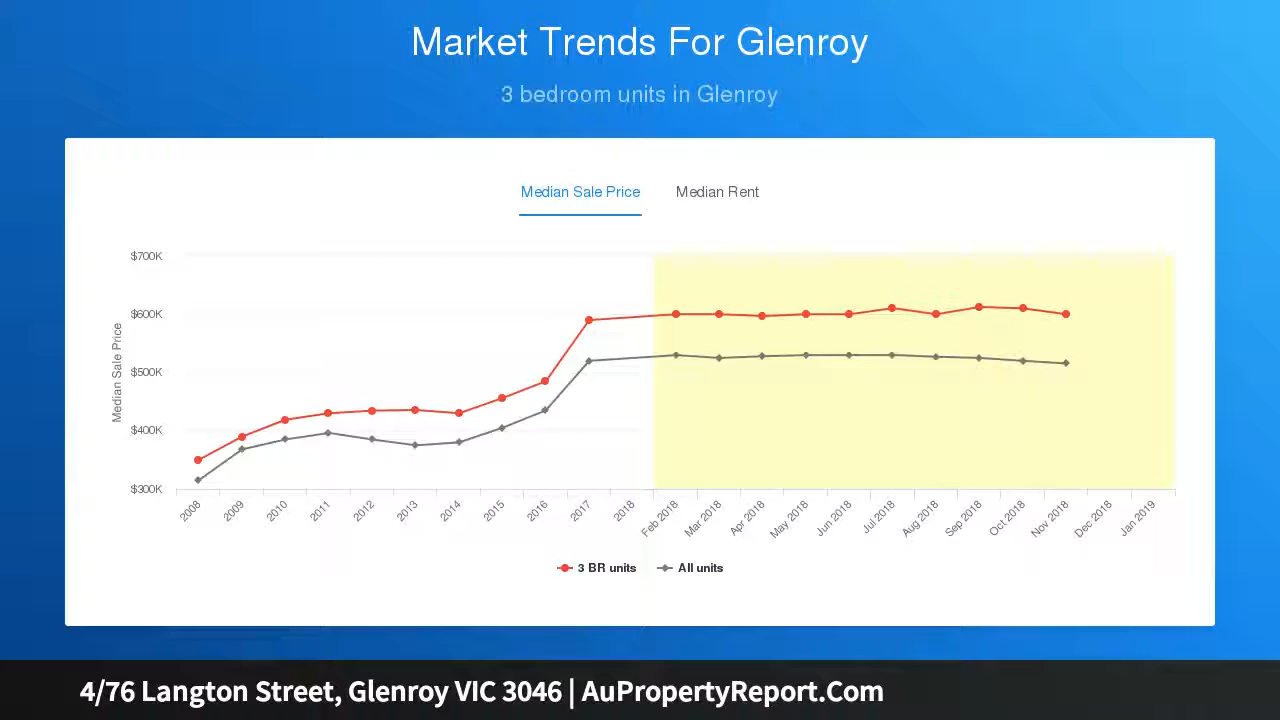 Market Trends For Glenroy
3 bedroom units in Glenroy
Median Sale Price Median Rent
$700K
$600K
$500K
$400K
$300K
Median Sale Price
2008 2009 2010 2011 2012 2013 2014 2015 2016 2017 2018 Feb 2018 Mar 2018 Apr 2018 May 2018 Jun 2018 Jul 2018 Aug 2018 Sep 2018 Oct 2018 Nov 2018 Dec 2018 Jan 2019
3 BR units All units
4/76 Langton Street, Glenroy VIC 3046 | AuPropertyReport.Com